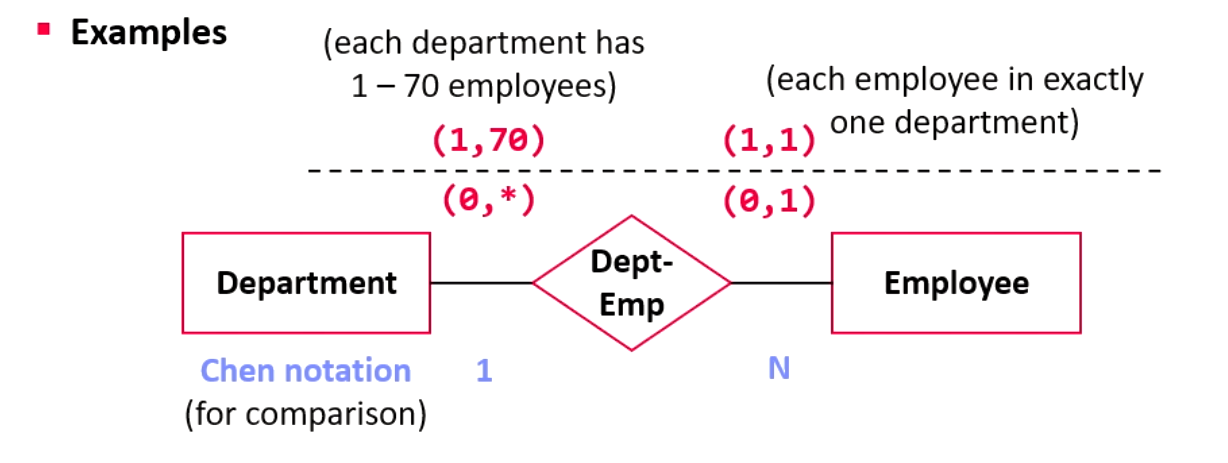 ▪ Examples
(each department has
1 – 70 employees)
(each employee in exactly
one department)
(1,70)
(1,1)
(0,*)
(0,1)
Department
Dept-
Emp
Employee
Chen notation
1
N
(for comparison)